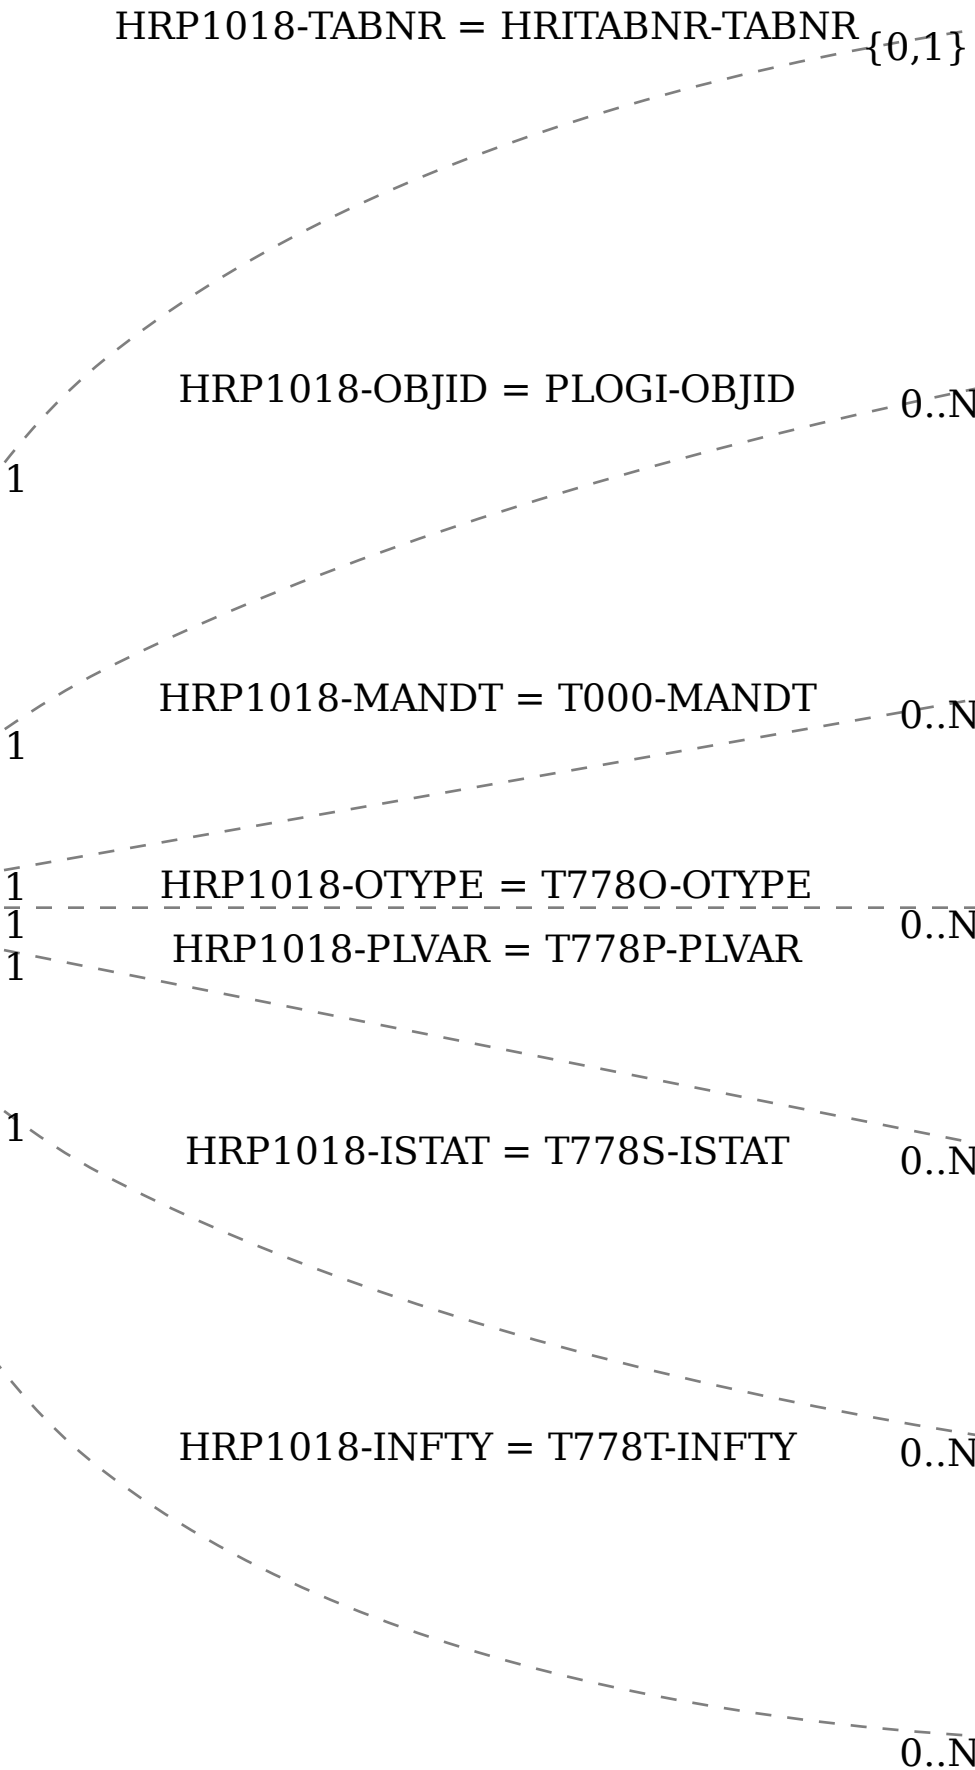 HRP1018-TABNR = HRITABNR-TABNR
{0,1}
HRP1018-OBJID = PLOGI-OBJID
0..N
1
HRP1018-MANDT = T000-MANDT
0..N
1
HRP1018-OTYPE = T778O-OTYPE
1
1
0..N
HRP1018-PLVAR = T778P-PLVAR
1
1
HRP1018-ISTAT = T778S-ISTAT
0..N
HRP1018-INFTY = T778T-INFTY
0..N
0..N